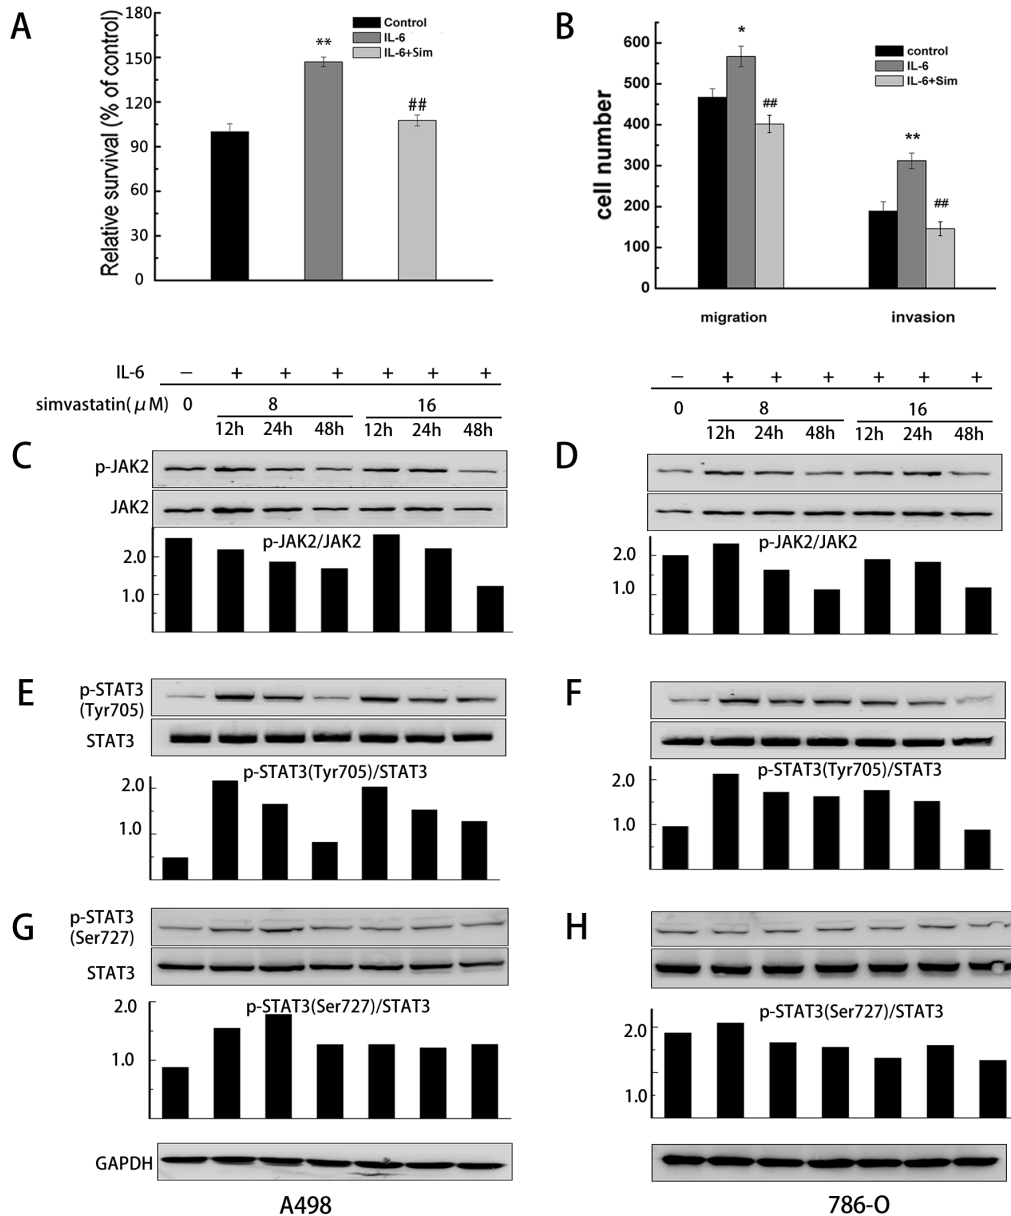 A
Relative survival (% of control)
180
150
120
90
60
30
0
**
##
Control
IL-6
IL-6+Sim
B
cell number
600
500
400
300
200
100
0
*
##
**
##
control
IL-6
IL-6+Sim
migration
invasion
IL-6 − + + + + + +
simvastatin(μM) 0 8 16
12h 24h 48h 12h 24h 48h
− + + + + + +
0 8 16
12h 24h 48h 12h 24h 48h
C
p-JAK2
JAK2
p-JAK2/JAK2
2.0
1.0
D
p-JAK2/JAK2
2.0
1.0
E
p-STAT3
(Tyr705)
STAT3
p-STAT3(Tyr705)/STAT3
2.0
1.0
F
p-STAT3(Tyr705)/STAT3
2.0
1.0
G
p-STAT3
(Ser727)
STAT3
p-STAT3(Ser727)/STAT3
2.0
1.0
H
p-STAT3(Ser727)/STAT3
2.0
1.0
GAPDH
A498
786-O